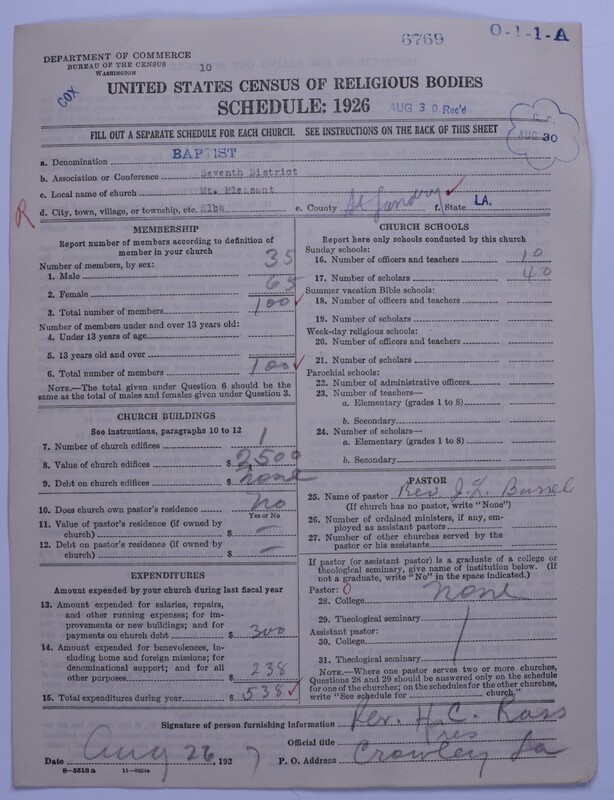 6769
O-1-1-A
DEPARTMENT OF COMMERCE
BUREAU OF THE CENSUS
WASHINGTON
10
COX
UNITED STATES CENSUS OF RELIGIOUS BODIES
SCHEDULE: 1926
AUG 30 Rec'd
AUG 30
FILL OUT A SEPARATE SCHEDULE FOR EACH CHURCH. SEE INSTRUCTIONS ON THE BACK OF THIS SHEET
a. Denomination BAPTIST
b. Association or Conference Seventh District
c. Local name of church Mt. Pleasant
R
d. City, town, village, or township, etc. Elba e. County St Landry f. State LA.
MEMBERSHIP
Report number of members according to definition of
member in your church
Number of members, by sex:
1. Male 35
2. Female 65
3. Total number of members 100
Number of members under and over 13 years old:
4. Under 13 years of age
5. 13 years old and over
6. Total number of members 100
NOTE.—The total given under Question 6 should be
the same as the total of males and females given under Question 3.
CHURCH BUILDINGS
See instructions, paragraphs 10 to 12
7. Number of church edifices 1
8. Value of church edifices $ 2500
9. Debt on church edifices $ none
10. Does church own pastor's residence no
Yes or No
11. Value of pastor's residence (if owned by
church) $ —
12. Debt on pastor's residence (if owned by
church) $ —
EXPENDITURES
Amount expended by your church during last fiscal year
13. Amount expended for salaries, repairs,
and other running expenses; for im-
provements or new buildings; and for
payments on church debt $ 300
14. Amount expended for benevolences, in-
cluding home and foreign missions; for
denominational support; and for all
other purposes $ 238
15. Total expenditures during year $ 538
CHURCH SCHOOLS
Report here only schools conducted by this church
Sunday schools:
16. Number of officers and teachers 10
17. Number of scholars 40
Summer vacation Bible schools:
18. Number of officers and teachers
19. Number of scholars
Week-day religious schools:
20. Number of officers and teachers
21. Number of scholars
Parochial schools:
22. Number of administrative officers
23. Number of teachers—
a. Elementary (grades 1 to 8)
b. Secondary
24. Number of scholars—
a. Elementary (grades 1 to 8)
b. Secondary
PASTOR
25. Name of pastor Rev. J. L. Burrel
(If church has no pastor, write "None")
26. Number of ordained ministers, if any, em-
ployed as assistant pastors
27. Number of other churches served by the
pastor or his assistants
If pastor (or assistant pastor) is a graduate of a college or
theological seminary, give name of institution below. (If
not a graduate, write "No" in the space indicated.)
Pastor: 0
28. College none
29. Theological seminary
Assistant pastor:
30. College
31. Theological seminary
NOTE.—Where one pastor serves two or more churches,
Questions 28 and 29 should be answered only on the schedule
for one of the churches; on the schedules for the other churches,
write "See schedule for church."
Signature of person furnishing information Rev. H. C. Ross
Official title Pres
Date Aug 26, 1927 P. O. Address Crowley La
8—5518 a